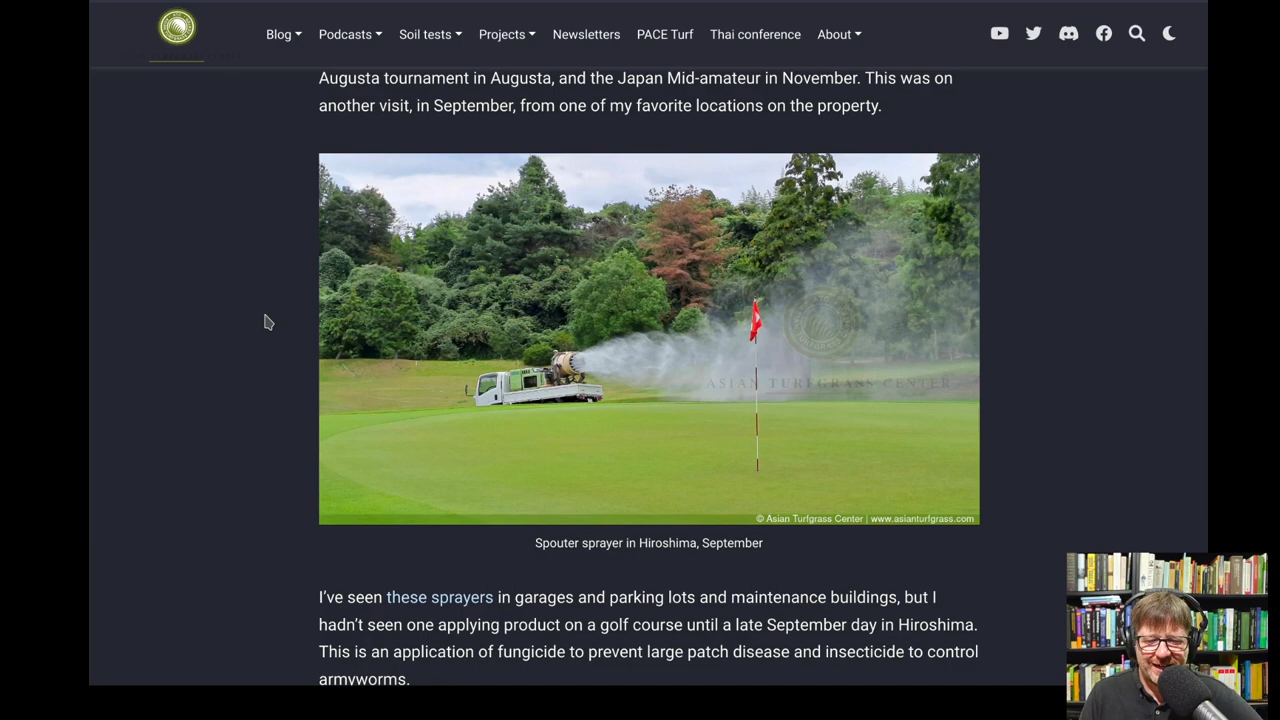 Blog Podcasts Soil tests Projects Newsletters PACE Turf Thai conference About
Augusta tournament in Augusta, and the Japan Mid-amateur in November. This was on
another visit, in September, from one of my favorite locations on the property.
ASIAN TURFGRASS CENTER
© Asian Turfgrass Center | www.asianturfgrass.com
Spouter sprayer in Hiroshima, September
I've seen these sprayers in garages and parking lots and maintenance buildings, but I
hadn't seen one applying product on a golf course until a late September day in Hiroshima.
This is an application of fungicide to prevent large patch disease and insecticide to control
armyworms.